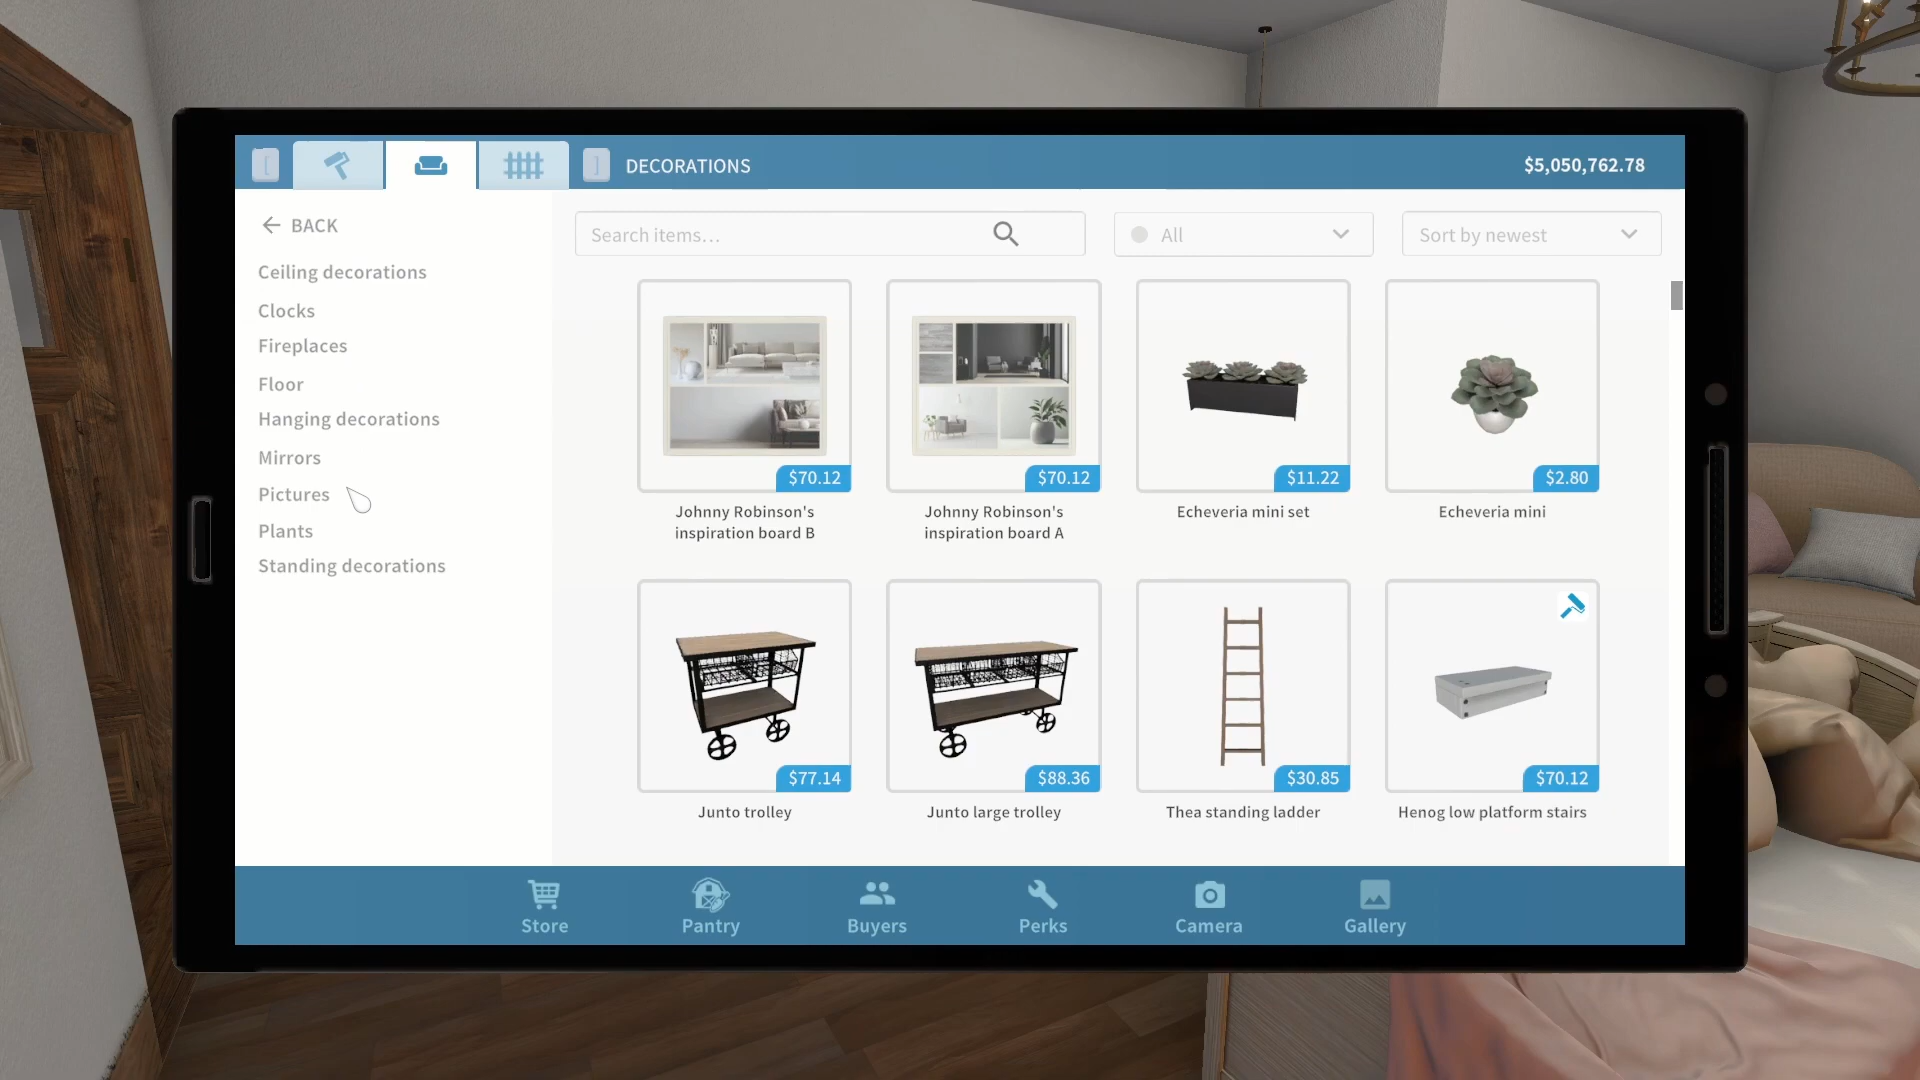 [
]
DECORATIONS
$5,050,762.78
BACK
Ceiling decorations
Clocks
Fireplaces
Floor
Hanging decorations
Mirrors
Pictures
Plants
Standing decorations
Search items...
All
Sort by newest
$70.12
$70.12
$11.22
$2.80
Johnny Robinson's
inspiration board B
Johnny Robinson's
inspiration board A
Echeveria mini set
Echeveria mini
$77.14
$88.36
$30.85
$70.12
Junto trolley
Junto large trolley
Thea standing ladder
Henog low platform stairs
Store
Pantry
Buyers
Perks
Camera
Gallery